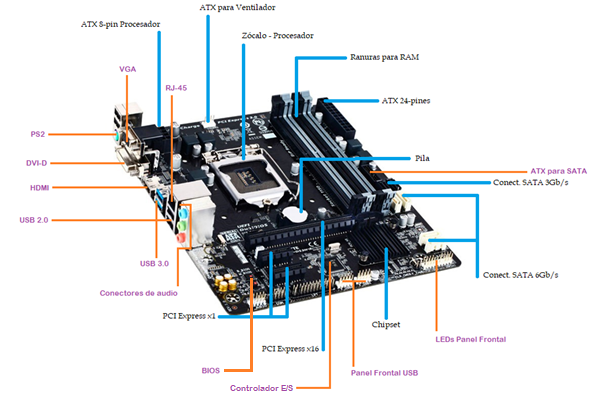 ATX para Ventilador
ATX 8-pin Procesador
Zócalo - Procesador
Ranuras para RAM
VGA
RJ-45
ATX 24-pines
PS2
Pila
DVI-D
ATX para SATA
Conect. SATA 3Gb/s
HDMI
USB 2.0
USB 3.0
Conect. SATA 6Gb/s
Conectores de audio
PCI Express x1
Chipset
LEDs Panel Frontal
PCI Express x16
BIOS
Panel Frontal USB
Controlador E/S